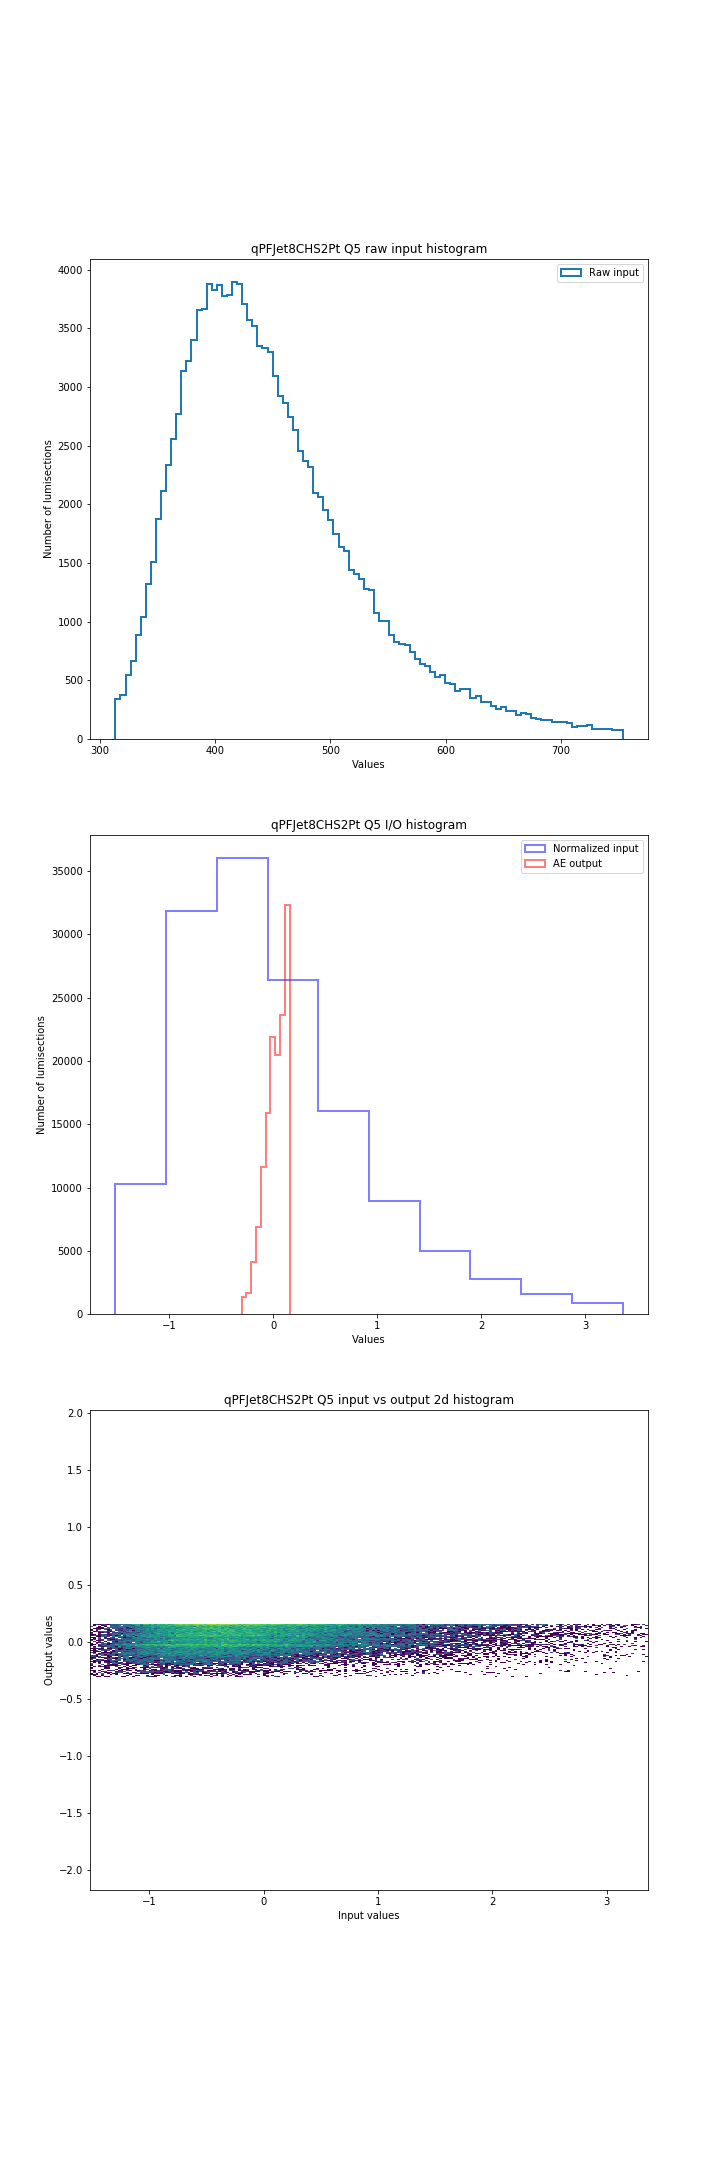 qPFJet8CHS2Pt Q5 raw input histogram
Raw input
4000
3500
3000
2500
2000
1500
1000
500
0
Number of lumisections
300 400 500 600 700
Values
qPFJet8CHS2Pt Q5 I/O histogram
Normalized input
AE output
35000
30000
25000
20000
15000
10000
5000
0
Number of lumisections
−1 0 1 2 3
Values
qPFJet8CHS2Pt Q5 input vs output 2d histogram
2.0
1.5
1.0
0.5
0.0
−0.5
−1.0
−1.5
−2.0
Output values
−1 0 1 2 3
Input values